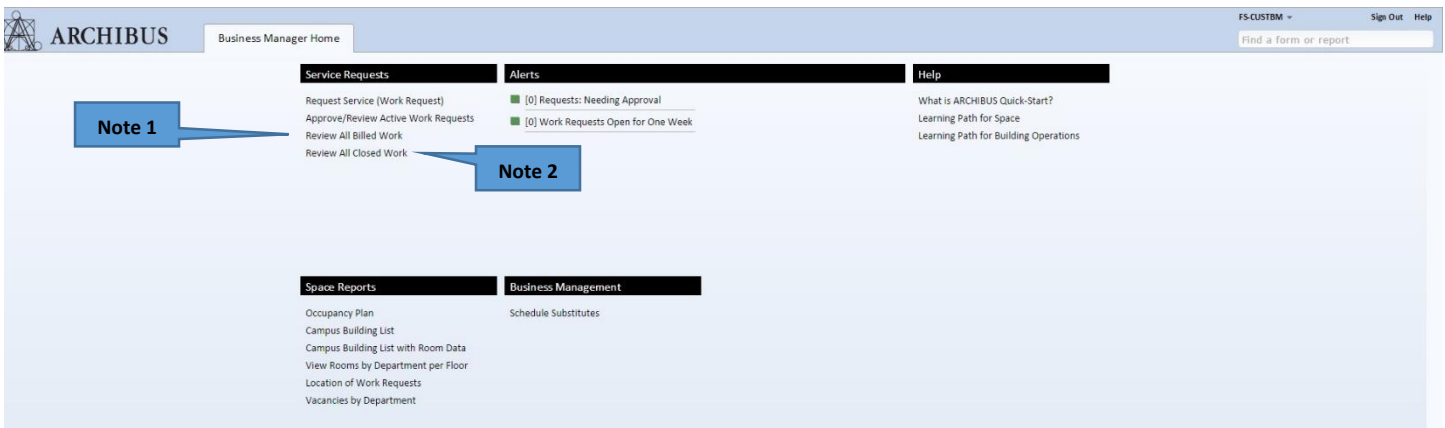 ARCHIBUS
Business Manager Home
FS-CUSTBM
Sign Out Help
Find a form or report
Service Requests
Request Service (Work Request)
Approve/Review Active Work Requests
Review All Billed Work
Review All Closed Work
Note 1
Note 2
Alerts
[0] Requests: Needing Approval
[0] Work Requests Open for One Week
Help
What is ARCHIBUS Quick-Start?
Learning Path for Space
Learning Path for Building Operations
Space Reports
Occupancy Plan
Campus Building List
Campus Building List with Room Data
View Rooms by Department per Floor
Location of Work Requests
Vacancies by Department
Business Management
Schedule Substitutes